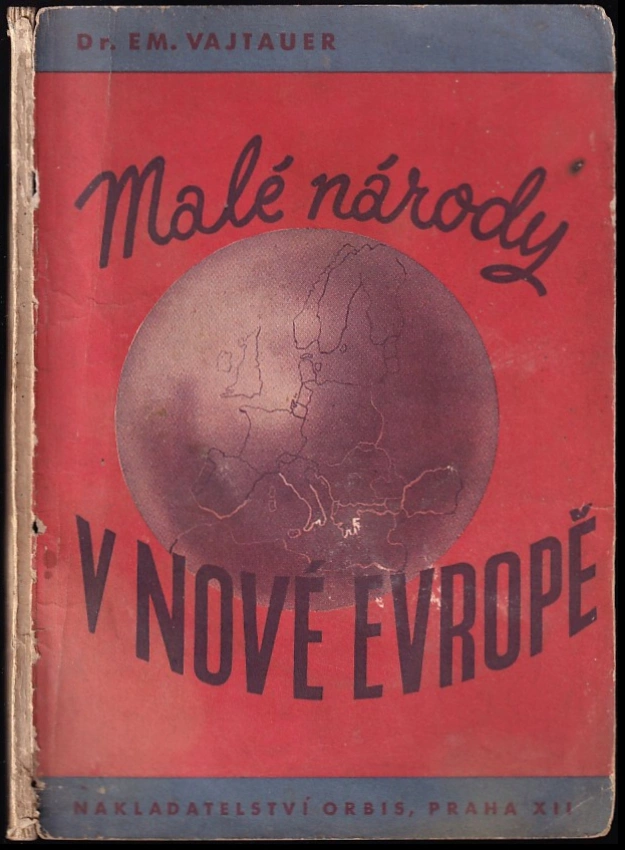 Dr. EM. VAJTAUER
Malé národy
V NOVÉ EVROPĚ
NAKLADATELSTVÍ ORBIS, PRAHA XII